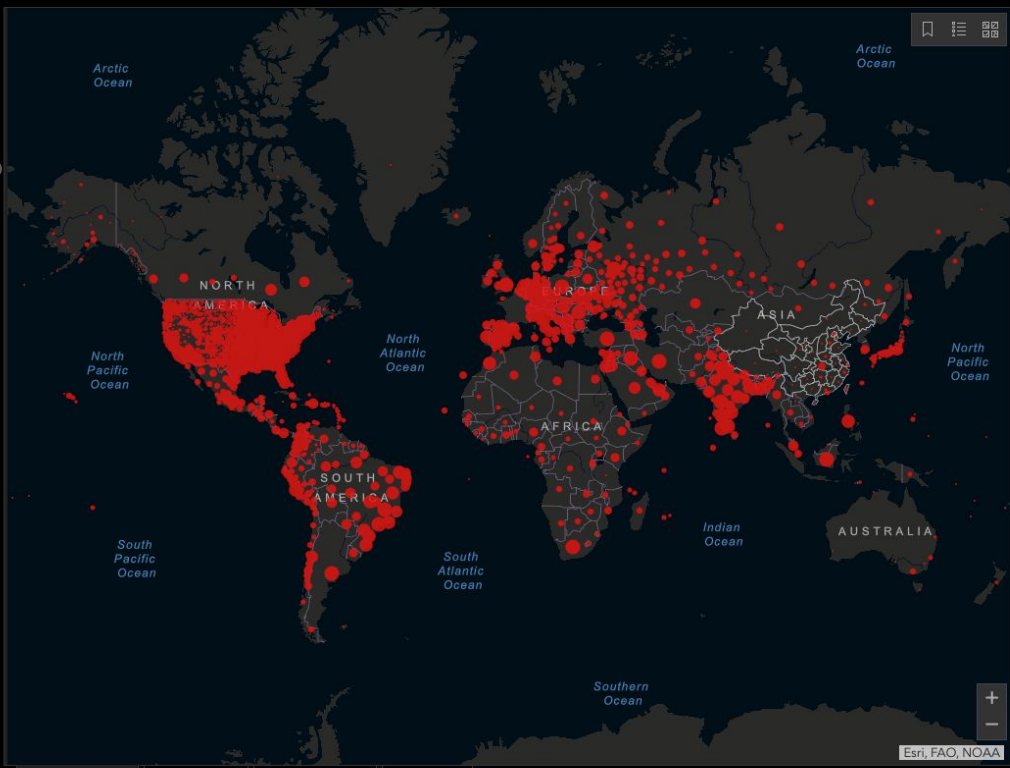 Arctic
Ocean
Arctic
Ocean
NORTH
AMERICA
EUROPE
ASIA
North
Pacific
Ocean
North
Atlantic
Ocean
North
Pacific
Ocean
AFRICA
SOUTH
AMERICA
South
Pacific
Ocean
South
Atlantic
Ocean
Indian
Ocean
AUSTRALIA
Southern
Ocean
+
−
Esri, FAO, NOAA